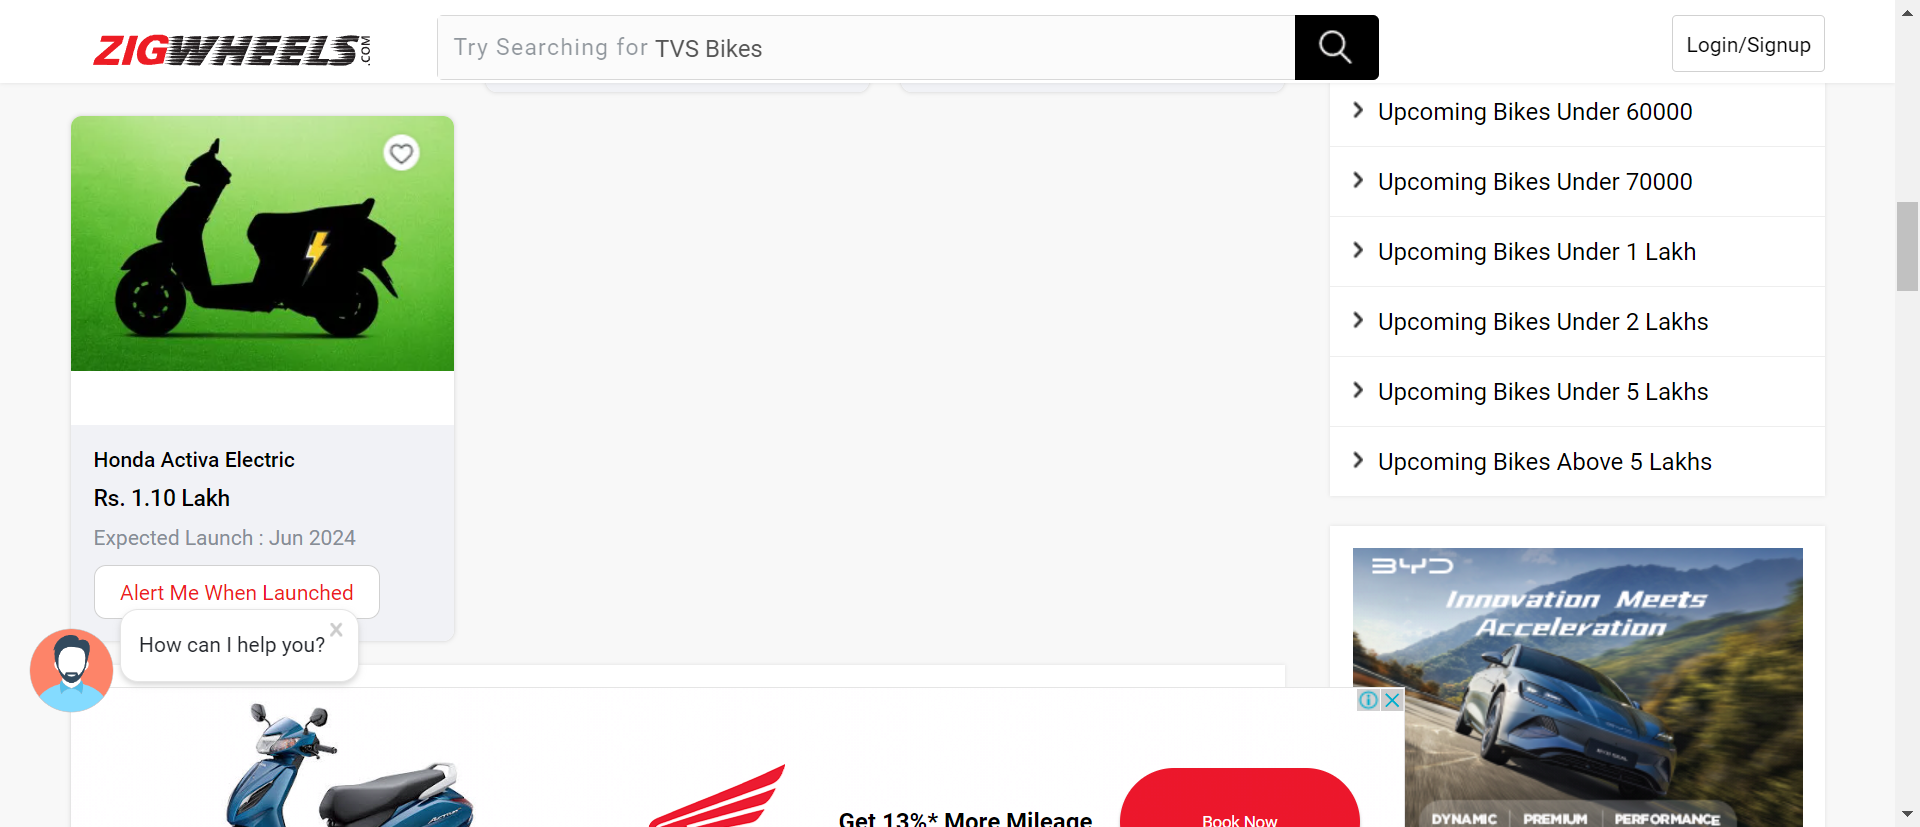 ZIGWHEELS.COM
Try Searching for TVS Bikes
Login/Signup
Honda Activa Electric
Rs. 1.10 Lakh
Expected Launch : Jun 2024
Alert Me When Launched
How can I help you?
Upcoming Bikes Under 60000
Upcoming Bikes Under 70000
Upcoming Bikes Under 1 Lakh
Upcoming Bikes Under 2 Lakhs
Upcoming Bikes Under 5 Lakhs
Upcoming Bikes Above 5 Lakhs
BYD
Innovation Meets
Acceleration
DYNAMIC | PREMIUM | PERFORMANCE
Get 13%* More Mileage
Book Now